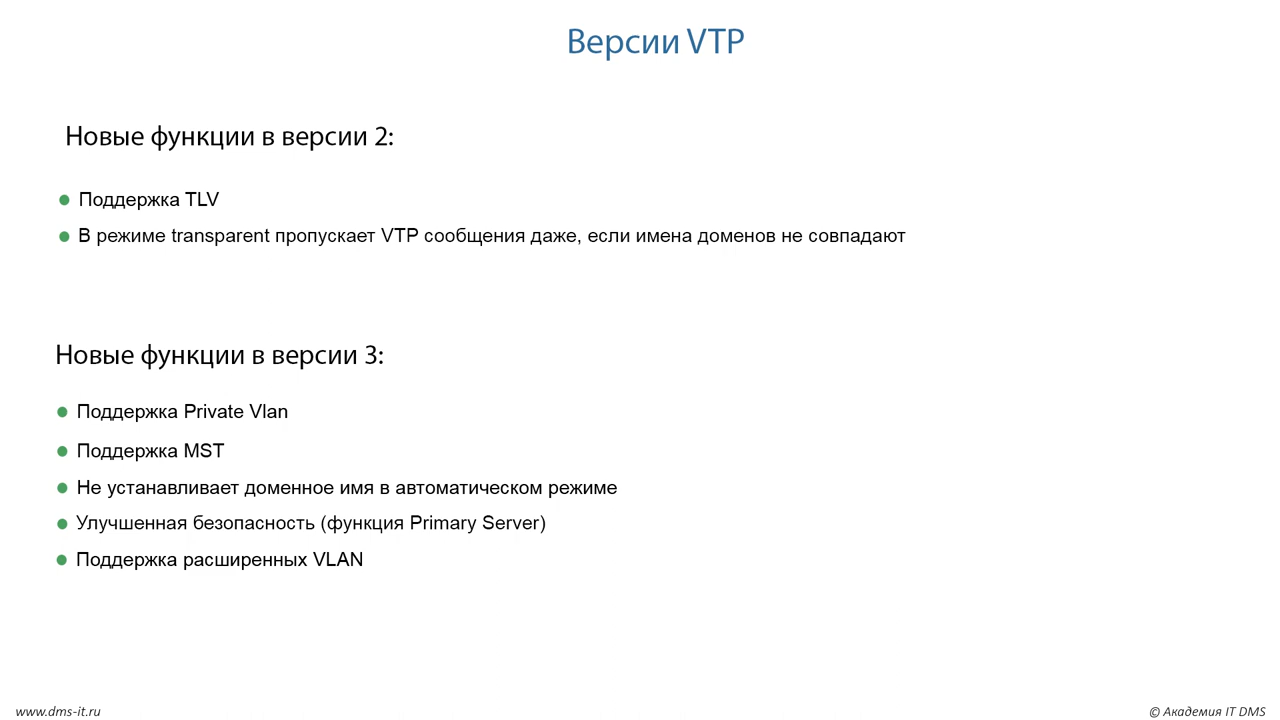 Версии VTP
Новые функции в версии 2:
Поддержка TLV
В режиме transparent пропускает VTP сообщения даже, если имена доменов не совпадают
Новые функции в версии 3:
Поддержка Private Vlan
Поддержка MST
Не устанавливает доменное имя в автоматическом режиме
Улучшенная безопасность (функция Primary Server)
Поддержка расширенных VLAN
www.dms-it.ru
© Академия IT DMS